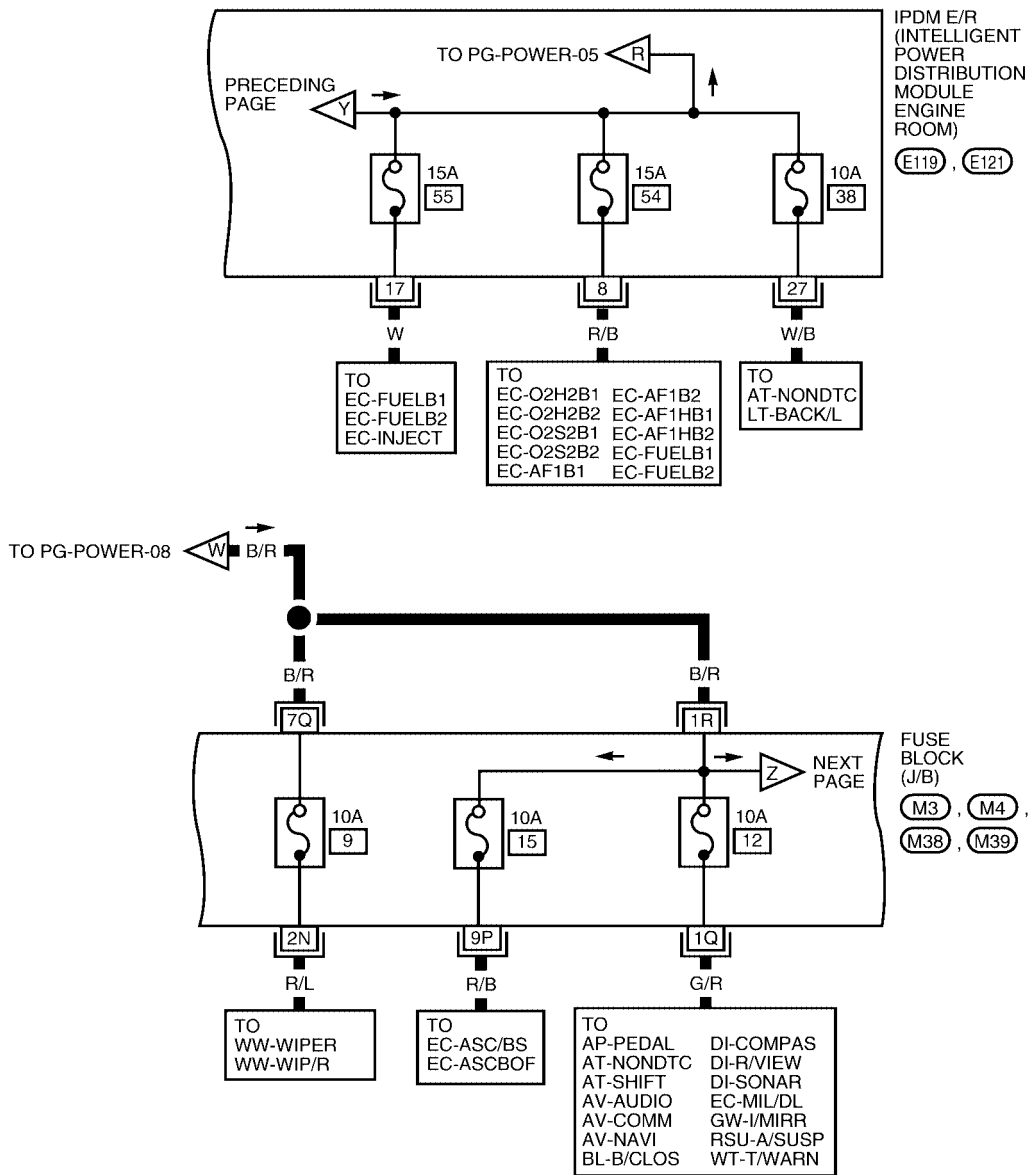 IPDM E/R
(INTELLIGENT
POWER
DISTRIBUTION
MODULE
ENGINE
ROOM)
E119 , E121
TO PG-POWER-05 R
PRECEDING
PAGE
Y
15A
55
15A
54
10A
38
17
8
27
W
R/B
W/B
TO
EC-FUELB1
EC-FUELB2
EC-INJECT
TO
EC-O2H2B1 EC-AF1B2
EC-O2H2B2 EC-AF1HB1
EC-O2S2B1 EC-AF1HB2
EC-O2S2B2 EC-FUELB1
EC-AF1B1 EC-FUELB2
TO
AT-NONDTC
LT-BACK/L
TO PG-POWER-08 W B/R
B/R
B/R
7Q
1R
FUSE
BLOCK
(J/B)
M3 , M4 ,
M38 , M39
Z
NEXT
PAGE
10A
9
10A
15
10A
12
2N
9P
1Q
R/L
R/B
G/R
TO
WW-WIPER
WW-WIP/R
TO
EC-ASC/BS
EC-ASCBOF
TO
AP-PEDAL DI-COMPAS
AT-NONDTC DI-R/VIEW
AT-SHIFT DI-SONAR
AV-AUDIO EC-MIL/DL
AV-COMM GW-I/MIRR
AV-NAVI RSU-A/SUSP
BL-B/CLOS WT-T/WARN